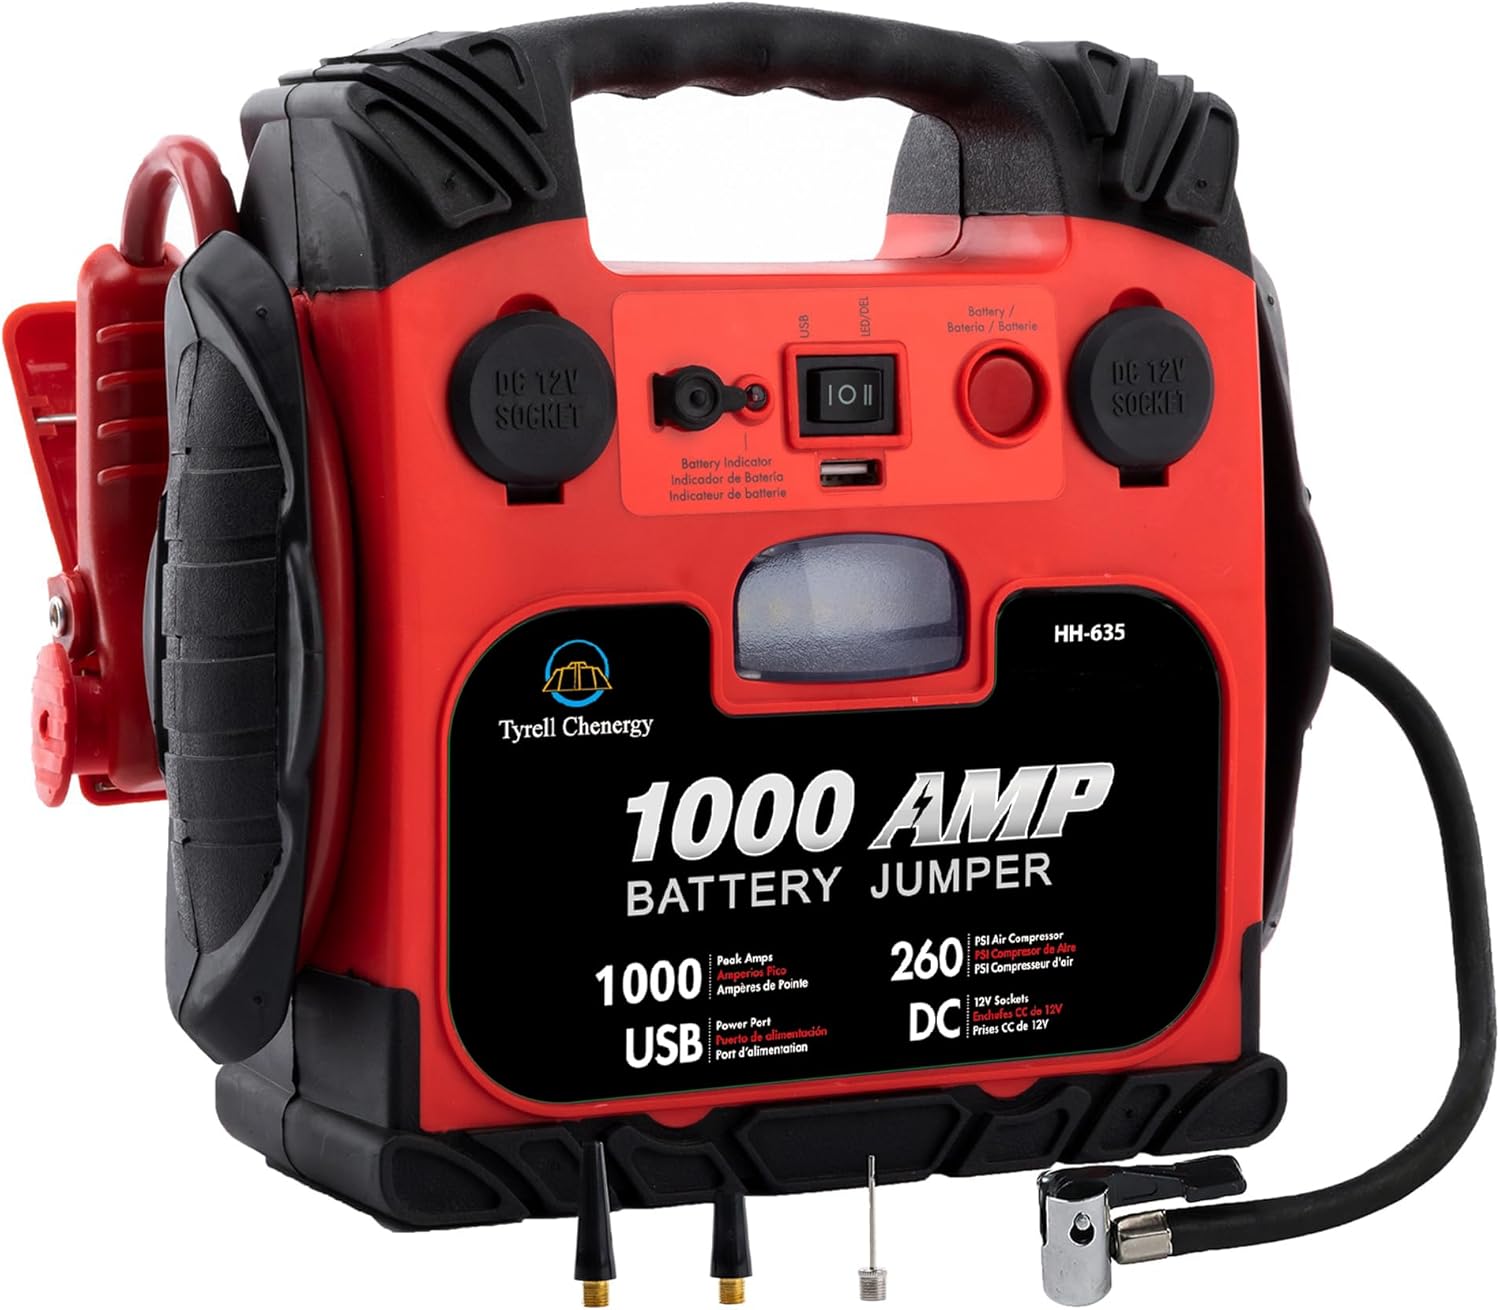 USB
LED/DEL
Battery /
Bateria / Batterie
DC 12V
SOCKET
I O II
DC 12V
SOCKET
Battery Indicator
Indicador de Batería
Indicateur de batterie
HH-635
Tyrell Chenergy
1000 AMP
BATTERY JUMPER
1000
Peak Amps
Amperios Pico
Ampères de Pointe
260
PSI Air Compressor
PSI Compresor de Aire
PSI Compresseur d'air
USB
Power Port
Puerto de alimentación
Port d'alimentation
DC
12V Sockets
Enchufes CC de 12V
Prises CC de 12V